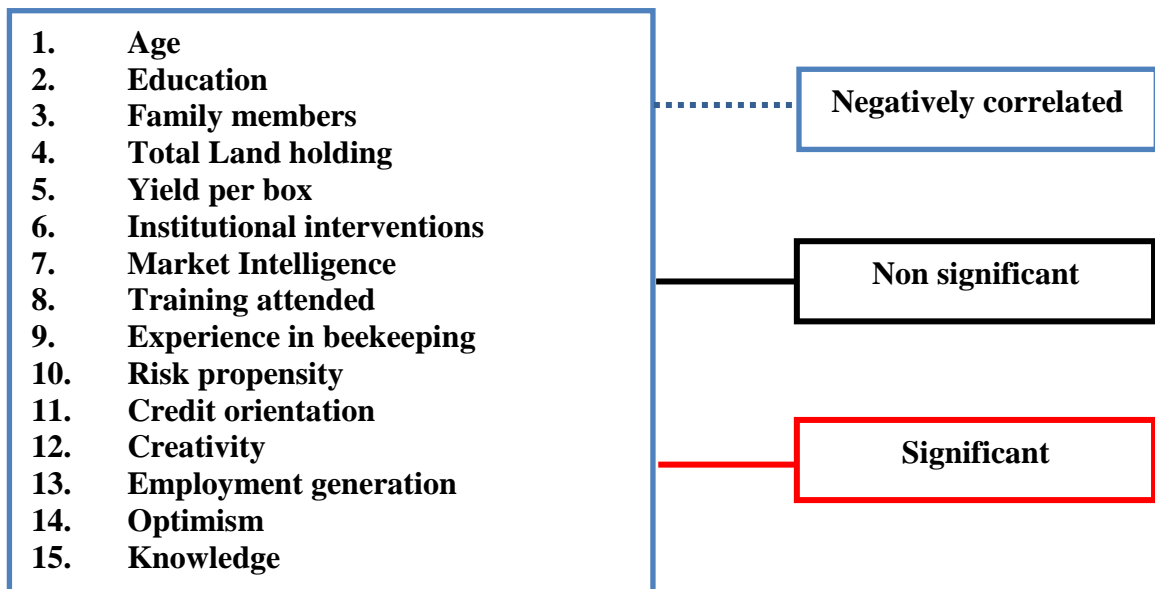 1. Age
2. Education
3. Family members
4. Total Land holding
5. Yield per box
6. Institutional interventions
7. Market Intelligence
8. Training attended
9. Experience in beekeeping
10. Risk propensity
11. Credit orientation
12. Creativity
13. Employment generation
14. Optimism
15. Knowledge
Negatively correlated
Non significant
Significant